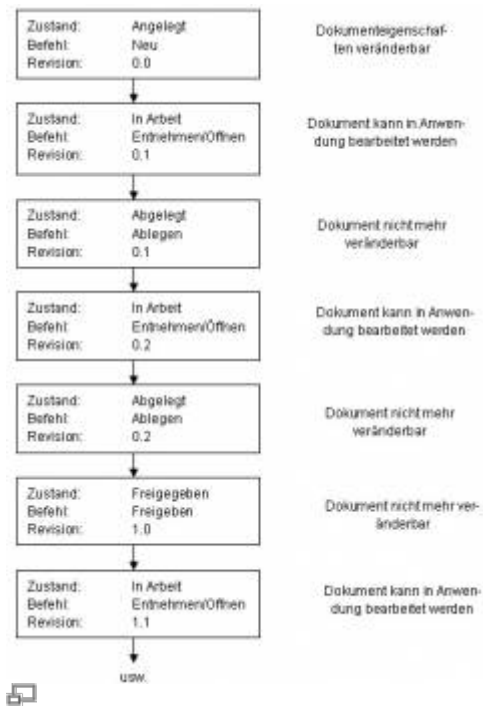 Zustand: Angelegt
Befehl: Neu
Revision: 0.0
Dokumenteigenschaf-
ten veränderbar
Zustand: In Arbeit
Befehl: Entnehmen/Öffnen
Revision: 0.1
Dokument kann in Anwen-
dung bearbeitet werden
Zustand: Abgelegt
Befehl: Ablegen
Revision: 0.1
Dokument nicht mehr
veränderbar
Zustand: In Arbeit
Befehl: Entnehmen/Öffnen
Revision: 0.2
Dokument kann in Anwen-
dung bearbeitet werden
Zustand: Abgelegt
Befehl: Ablegen
Revision: 0.2
Dokument nicht mehr
veränderbar
Zustand: Freigegeben
Befehl: Freigeben
Revision: 1.0
Dokument nicht mehr ver-
änderbar
Zustand: In Arbeit
Befehl: Entnehmen/Öffnen
Revision: 1.1
Dokument kann in Anwen-
dung bearbeitet werden
usw.